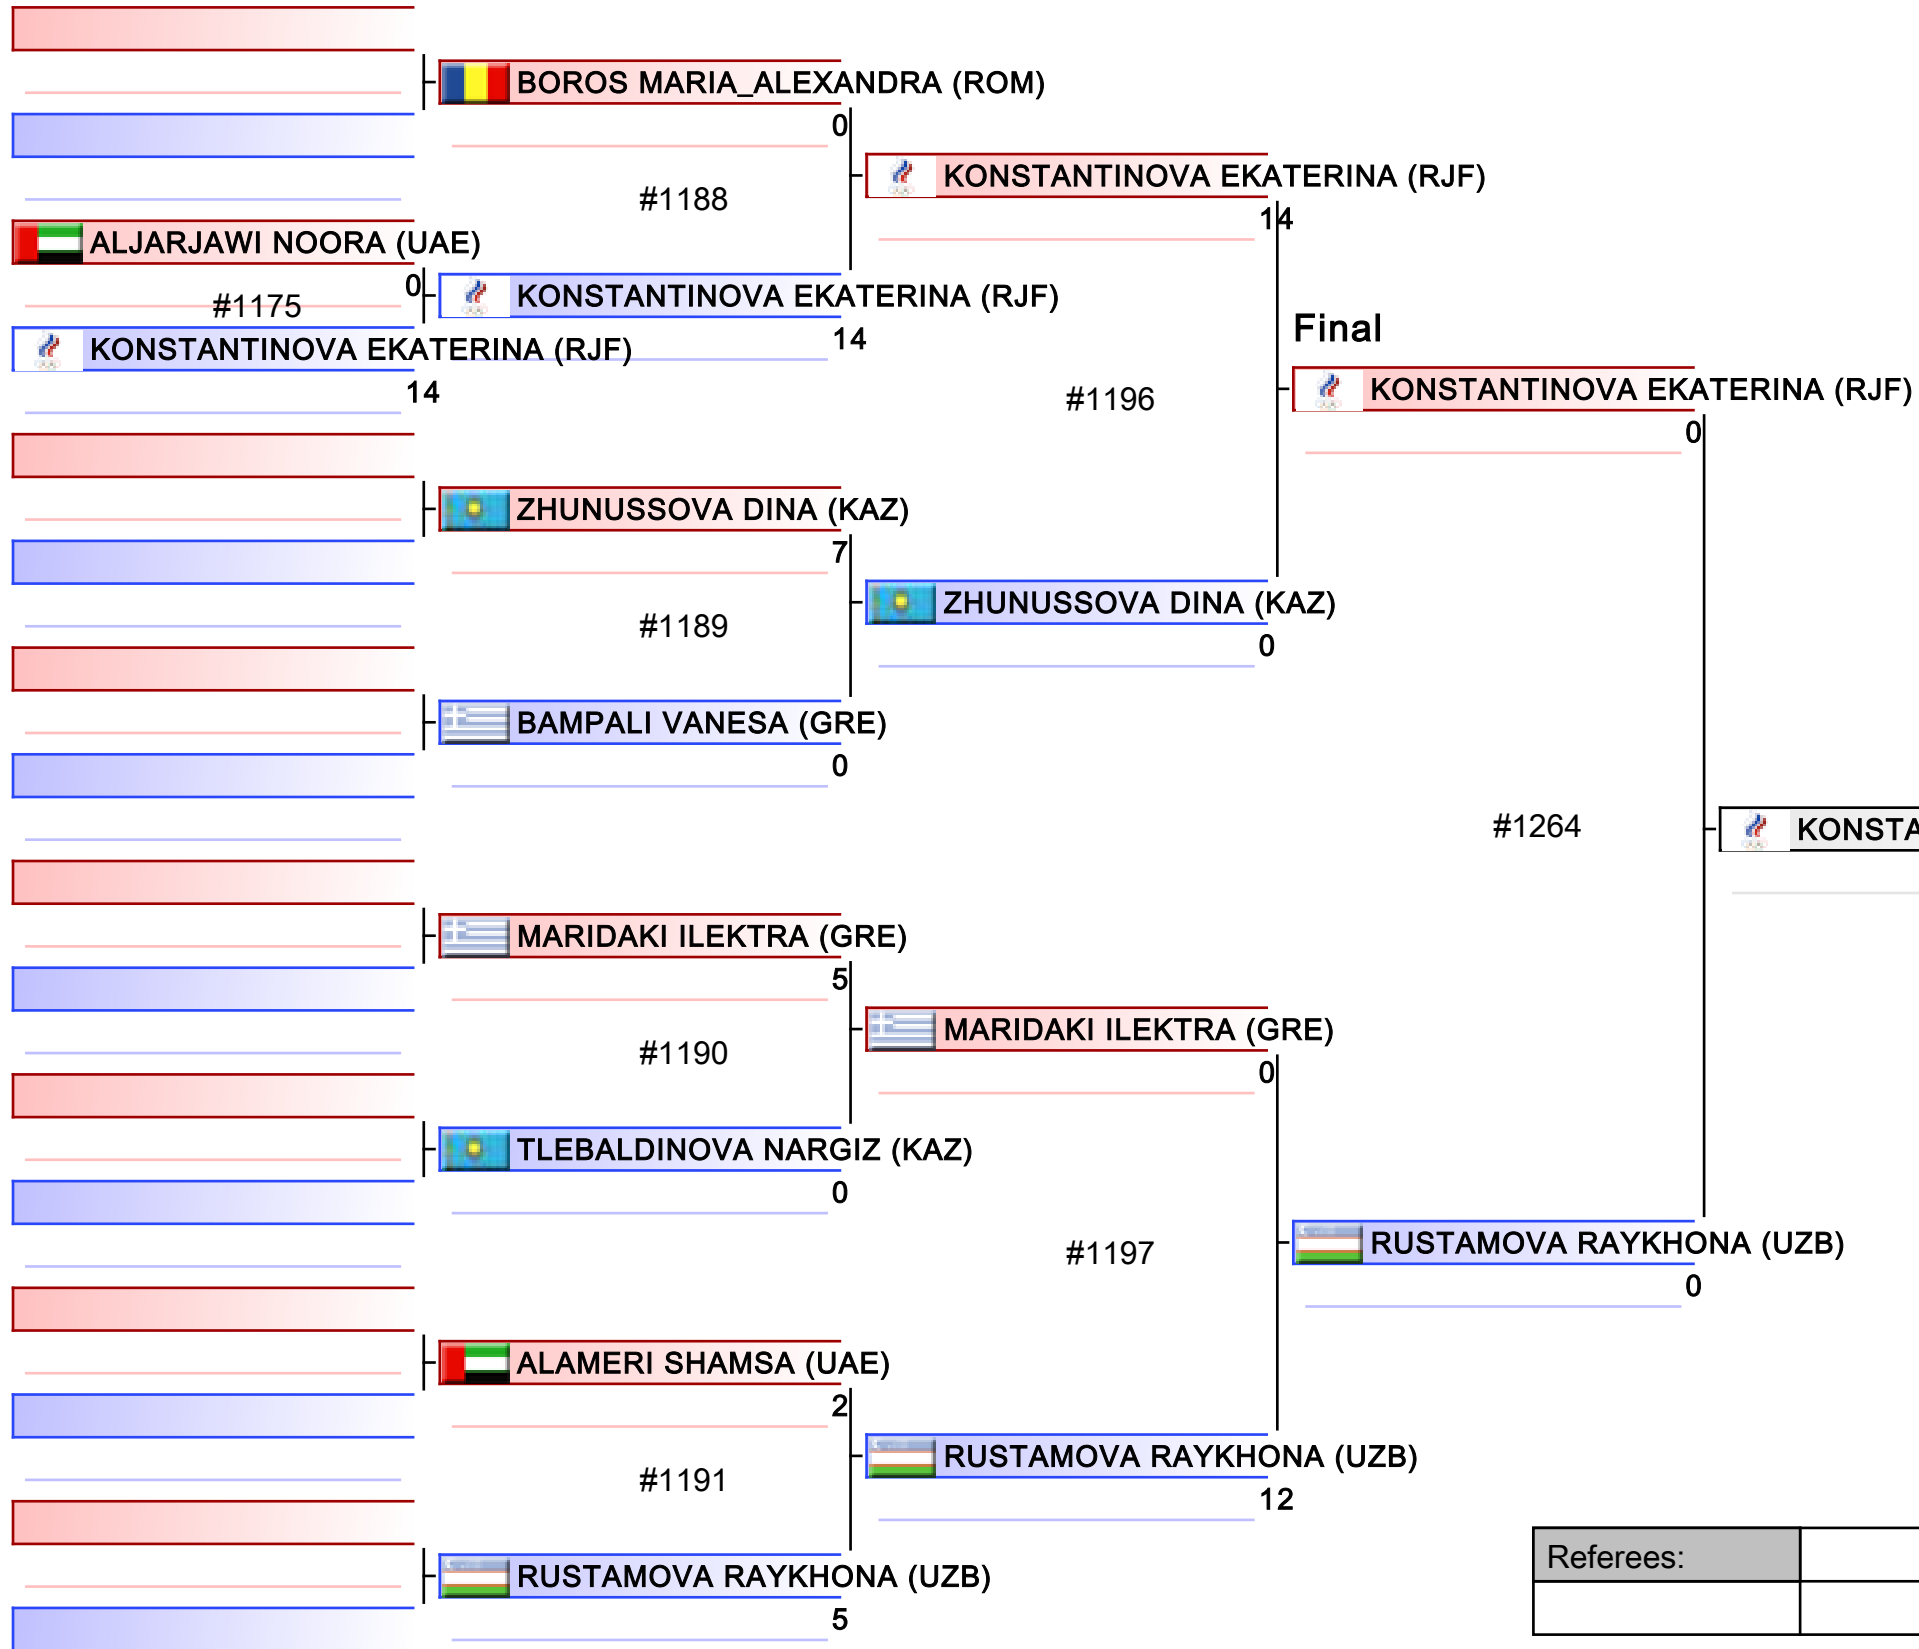 BOROS MARIA_ALEXANDRA (ROM)
0
KONSTANTINOVA EKATERINA (RJF)
#1188
14
ALJARJAWI NOORA (UAE)
0
#1175
KONSTANTINOVA EKATERINA (RJF)
Final
14
KONSTANTINOVA EKATERINA (RJF)
14
#1196
KONSTANTINOVA EKATERINA (RJF)
0
ZHUNUSSOVA DINA (KAZ)
7
ZHUNUSSOVA DINA (KAZ)
#1189
0
BAMPALI VANESA (GRE)
0
#1264
KONSTA
MARIDAKI ILEKTRA (GRE)
5
MARIDAKI ILEKTRA (GRE)
#1190
0
TLEBALDINOVA NARGIZ (KAZ)
0
#1197
RUSTAMOVA RAYKHONA (UZB)
0
ALAMERI SHAMSA (UAE)
2
RUSTAMOVA RAYKHONA (UZB)
#1191
12
Referees:
RUSTAMOVA RAYKHONA (UZB)
5